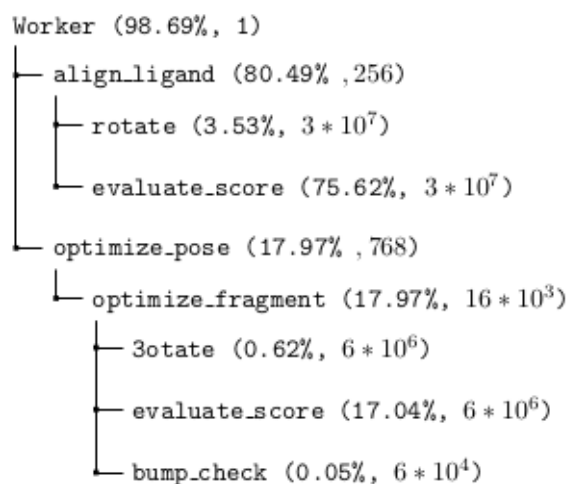 Worker (98.69%, 1)
align_ligand (80.49% , 256)
rotate (3.53%, 3 * 10^7)
evaluate_score (75.62%, 3 * 10^7)
optimize_pose (17.97% , 768)
optimize_fragment (17.97%, 16 * 10^3)
3otate (0.62%, 6 * 10^6)
evaluate_score (17.04%, 6 * 10^6)
bump_check (0.05%, 6 * 10^4)